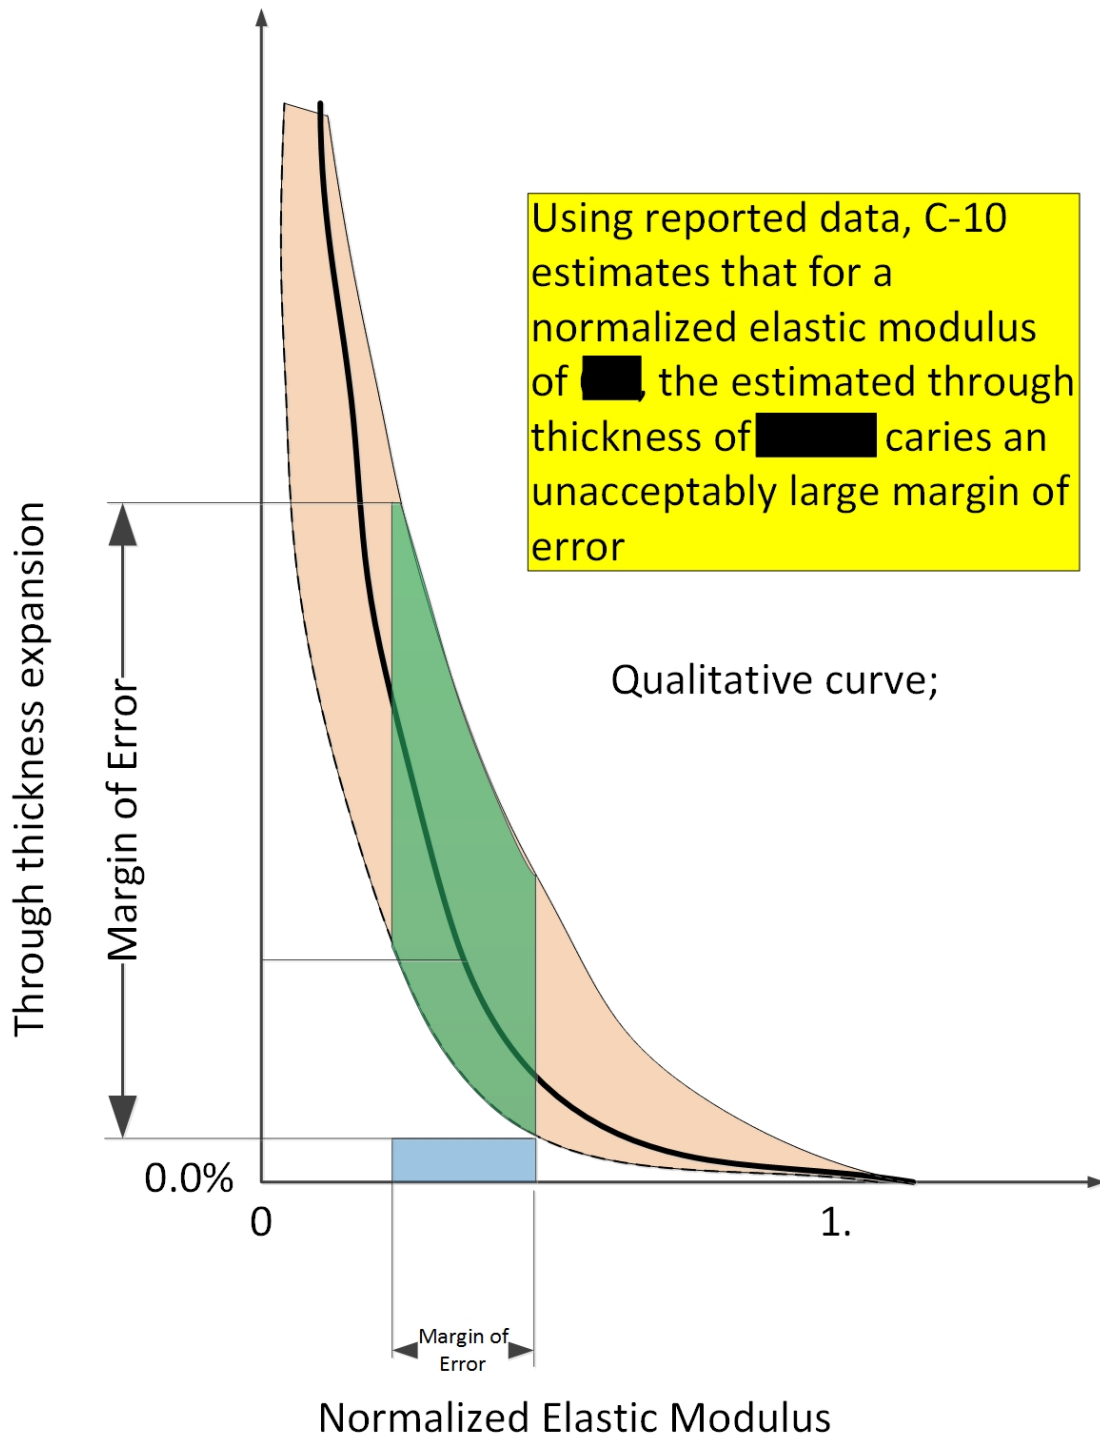 Using reported data, C-10
estimates that for a
normalized elastic modulus
of , the estimated through
thickness of caries an
unacceptably large margin of
error
Qualitative curve;
Through thickness expansion
Margin of Error
0.0%
0
1.
Margin of
Error
Normalized Elastic Modulus